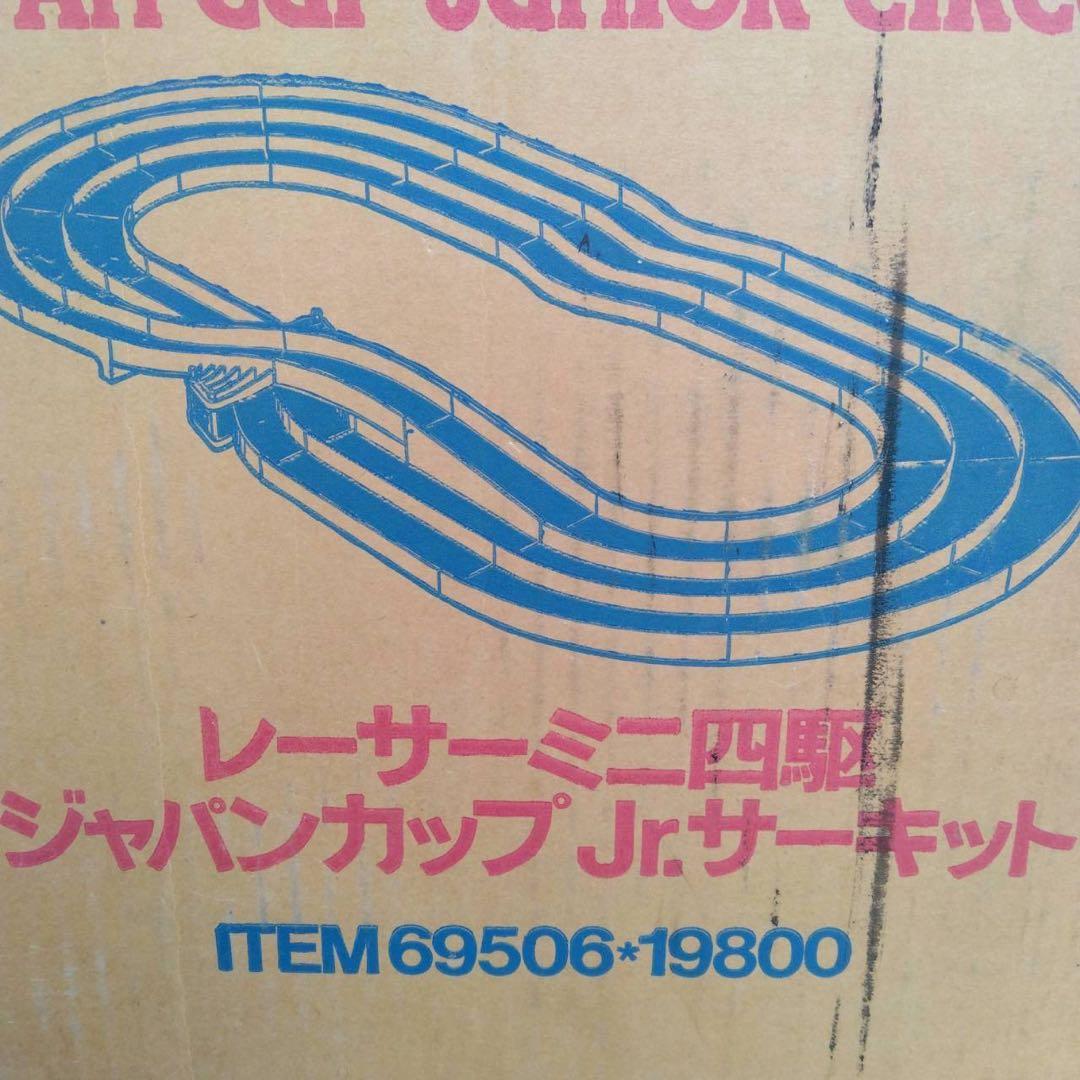 JUNIOR
レーサーミニ四駆
ジャパンカップ Jr.サーキット
ITEM 69506*19800